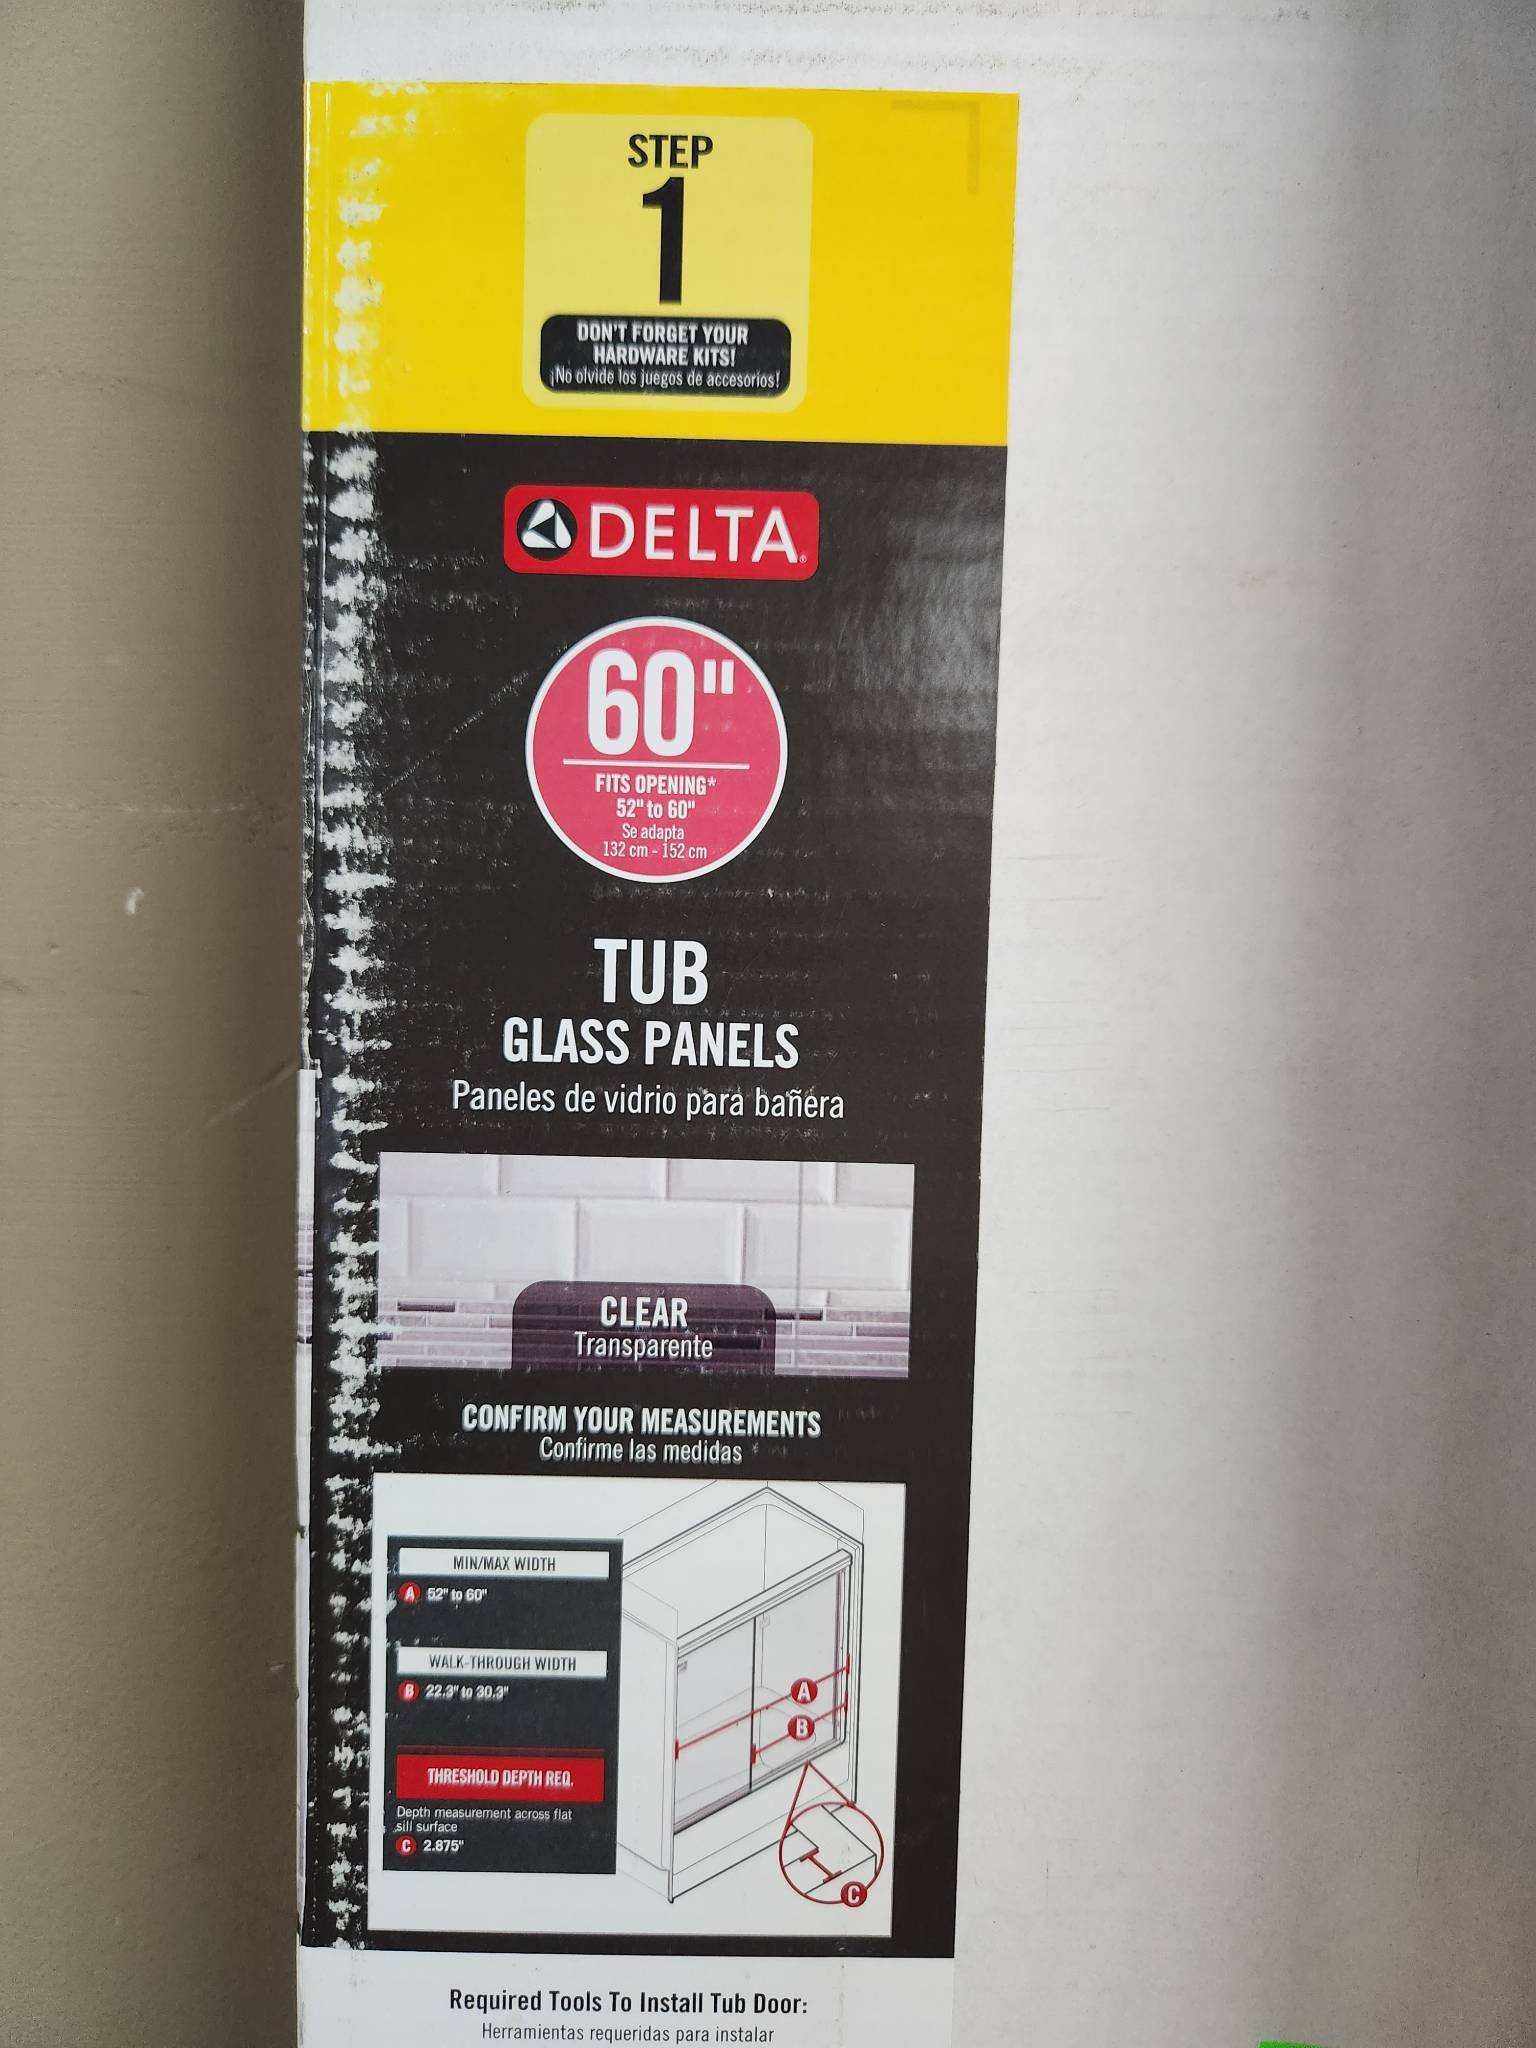 STEP
1
DON'T FORGET YOUR
HARDWARE KITS!
¡No olvide los juegos de accesorios!
DELTA®
60"
FITS OPENING*
52" to 60"
Se adapta
132 cm - 152 cm
TUB
GLASS PANELS
Paneles de vidrio para bañera
CLEAR
Transparente
CONFIRM YOUR MEASUREMENTS
Confirme las medidas
MIN/MAX WIDTH
A 52" to 60"
WALK-THROUGH WIDTH
B 22.3" to 30.3"
THRESHOLD DEPTH REQ.
Depth measurement across flat
sill surface
C 2.875"
A
B
C
Required Tools To Install Tub Door:
Herramientas requeridas para instalar